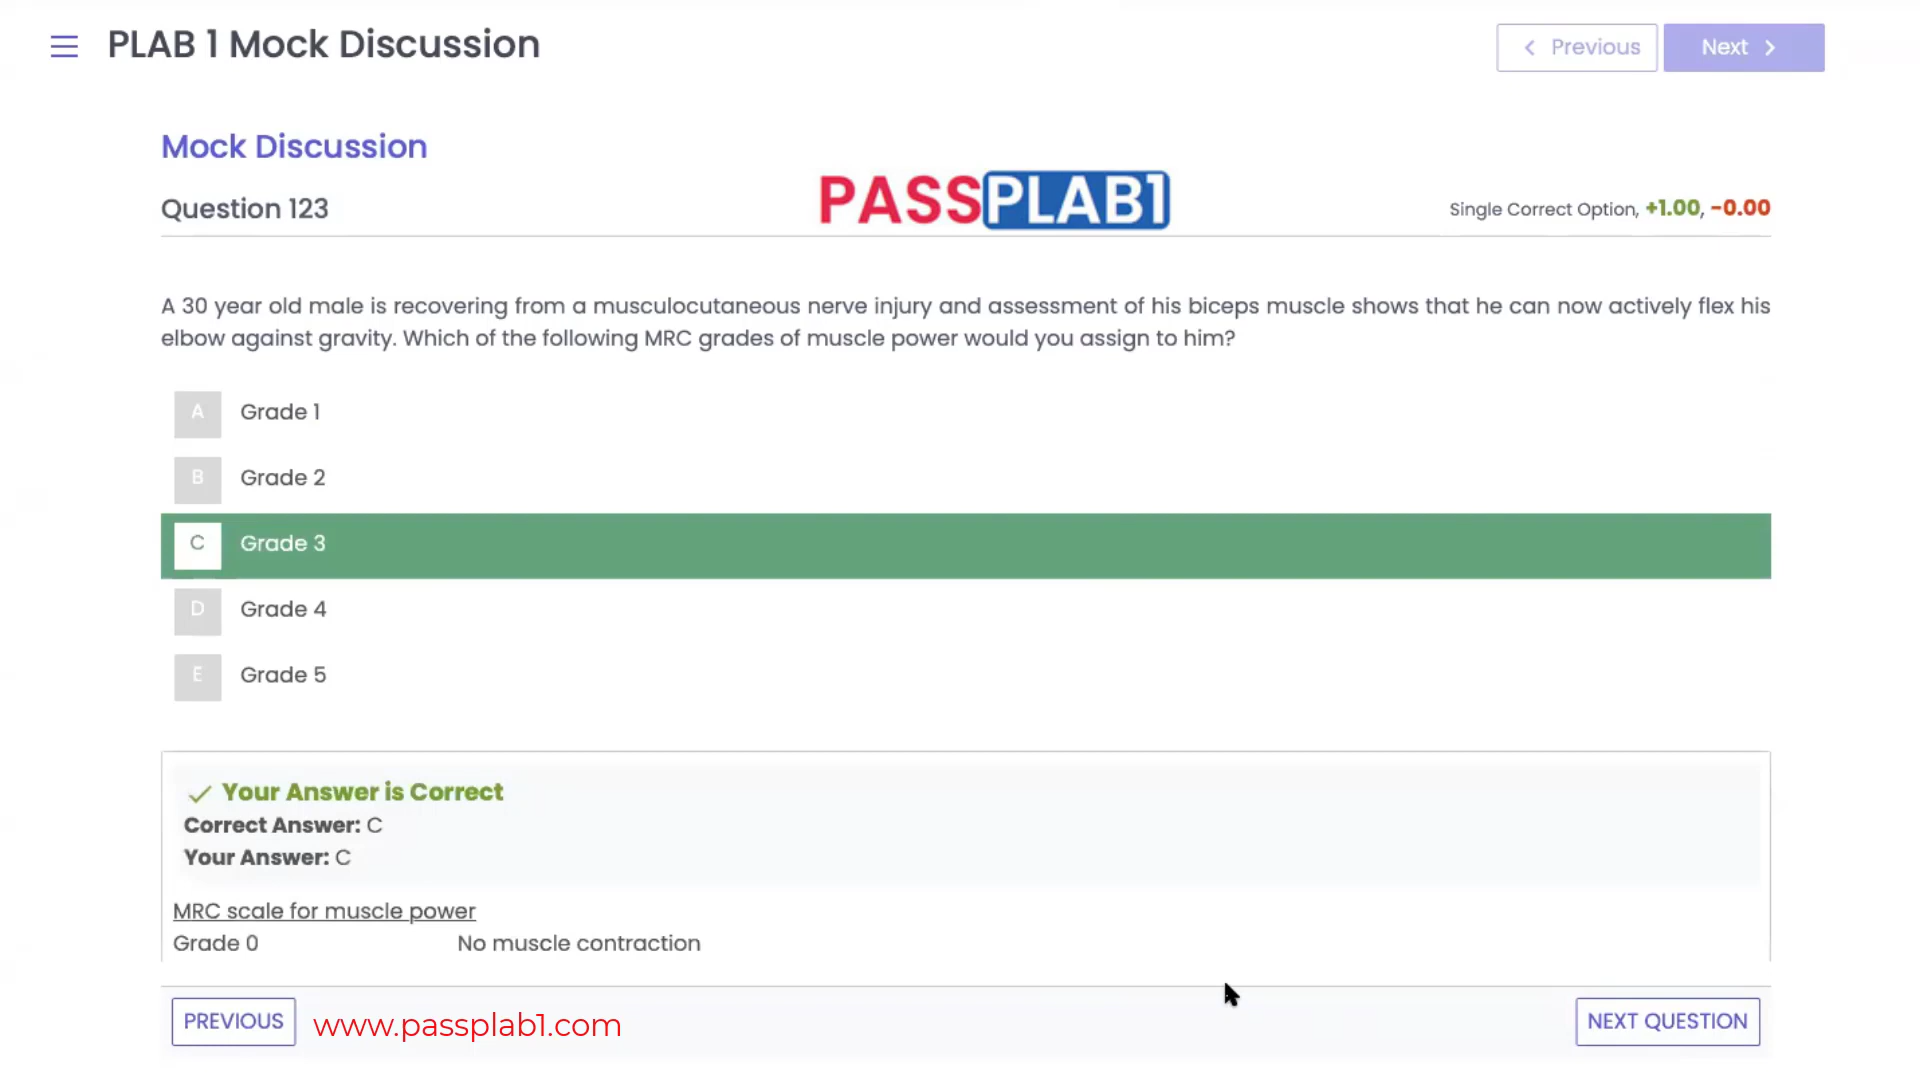 PLAB 1 Mock Discussion
Previous
Next
Mock Discussion
Question 123
PASSPLAB1
Single Correct Option, +1.00, -0.00
A 30 year old male is recovering from a musculocutaneous nerve injury and assessment of his biceps muscle shows that he can now actively flex his
elbow against gravity. Which of the following MRC grades of muscle power would you assign to him?
A Grade 1
B Grade 2
C Grade 3
D Grade 4
E Grade 5
Your Answer is Correct
Correct Answer: C
Your Answer: C
MRC scale for muscle power
Grade 0 No muscle contraction
PREVIOUS
www.passplab1.com
NEXT QUESTION